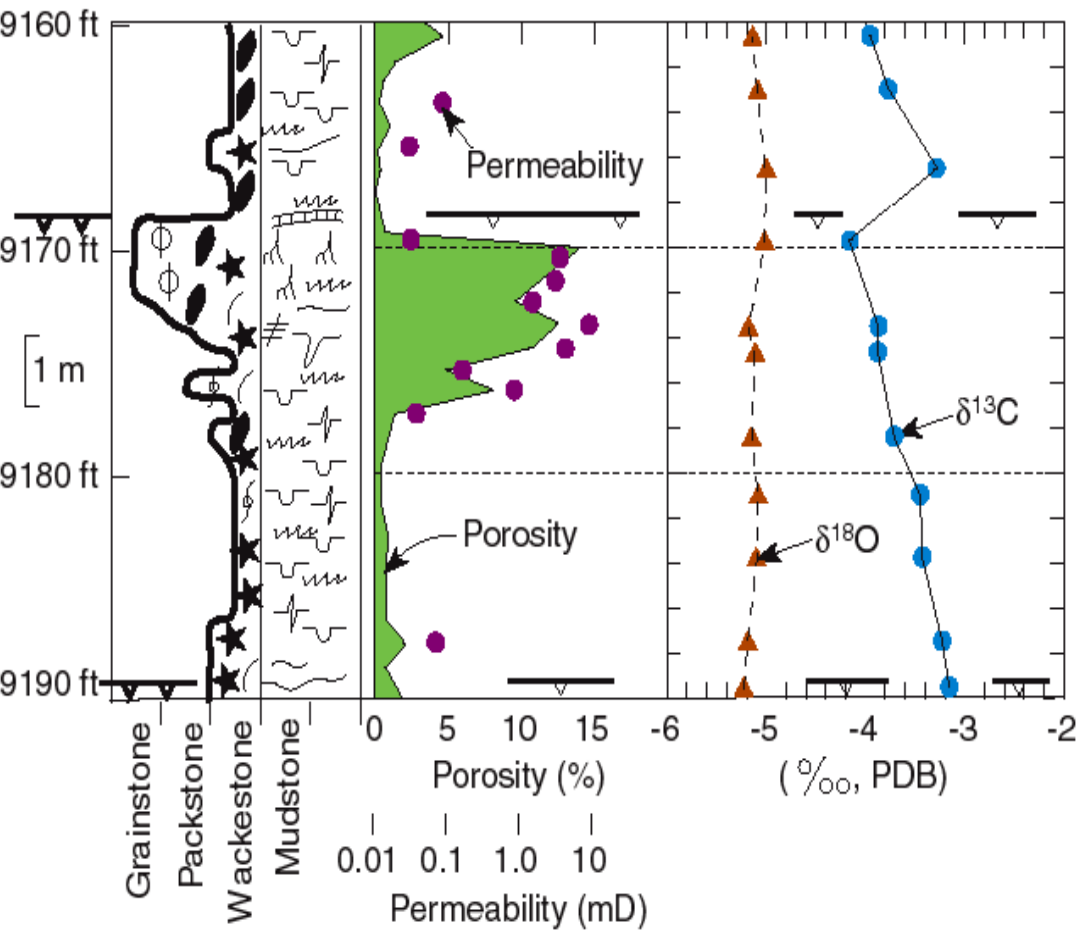 9160 ft
Permeability
9170 ft
1 m
δ13C
9180 ft
Porosity
δ18O
9190 ft
0 5 10 15 -6 -5 -4 -3 -2
Grainstone
Packstone
Wackestone
Mudstone
Porosity (%)
(‰, PDB)
0.01 0.1 1.0 10
Permeability (mD)